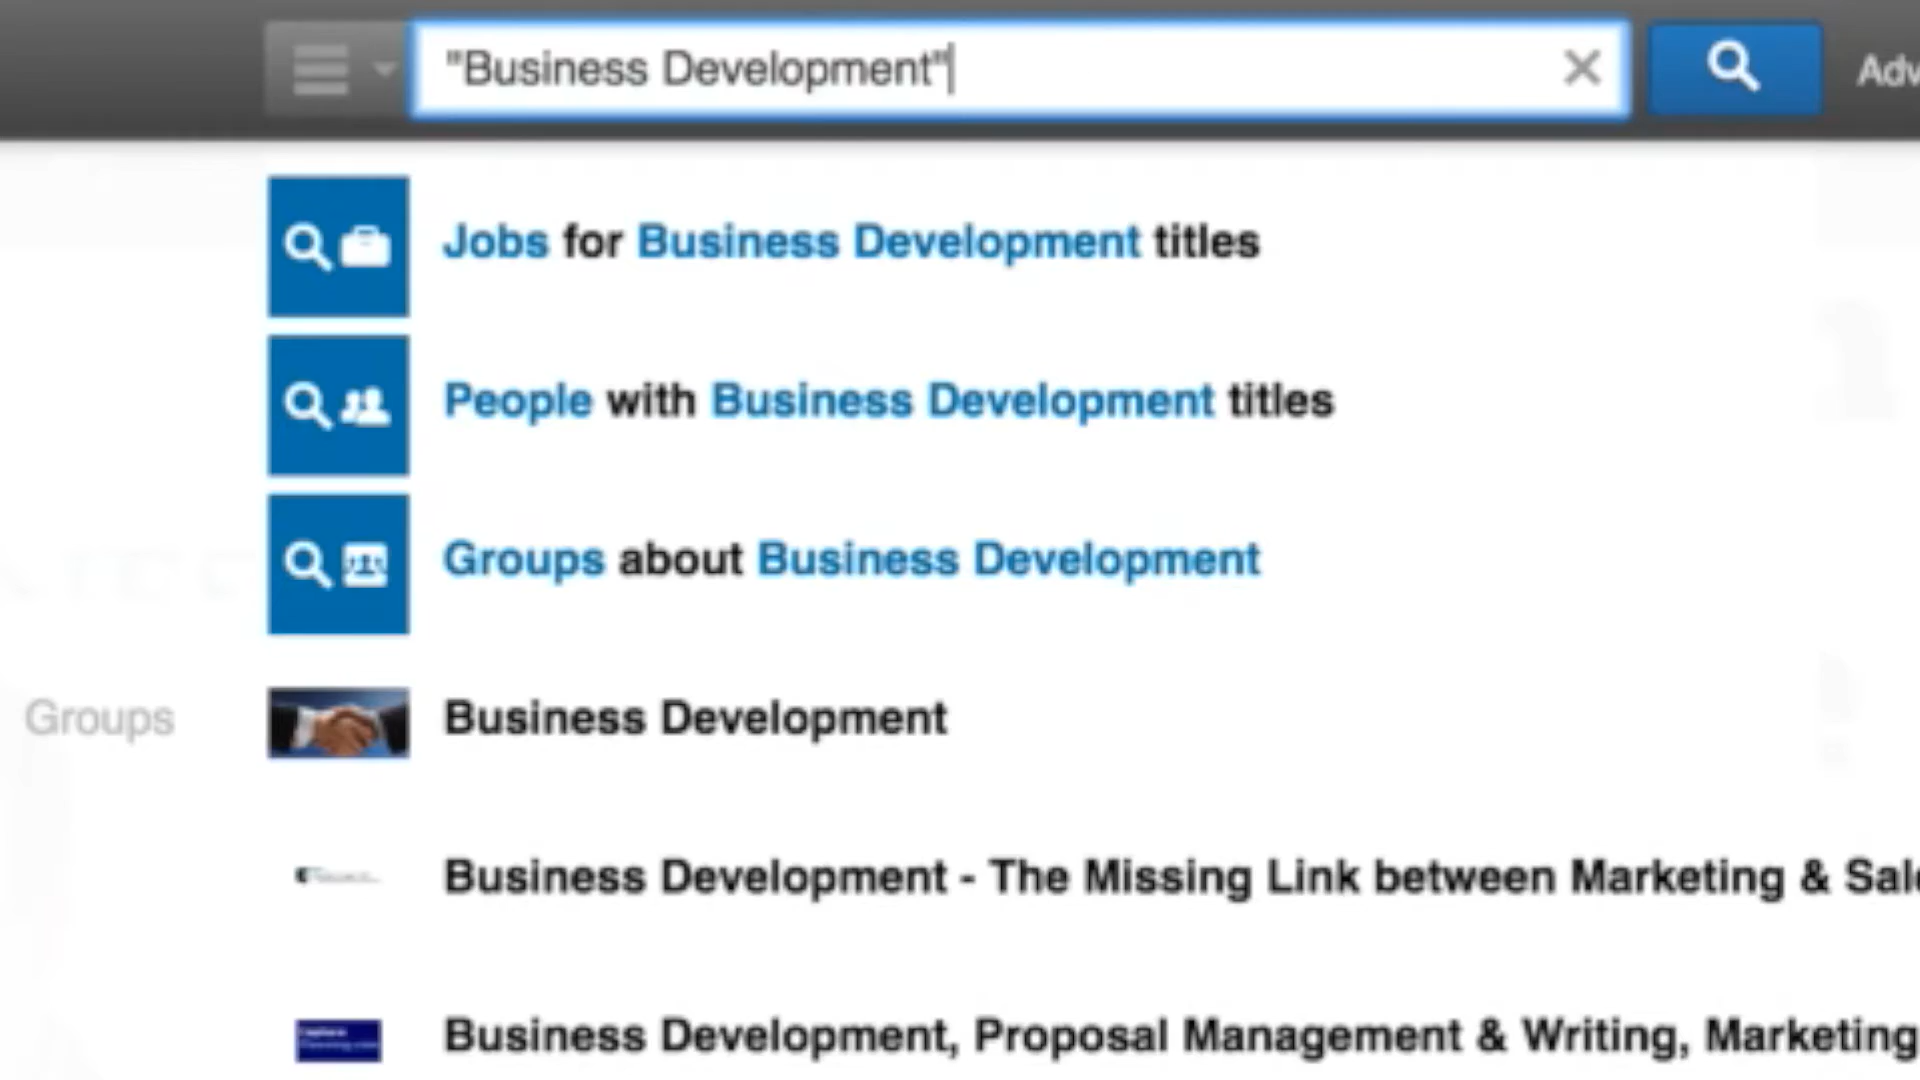 "Business Development"
Adv
Jobs for Business Development titles
People with Business Development titles
Groups about Business Development
Groups
Business Development
Business Development - The Missing Link between Marketing & Sale
Business Development, Proposal Management & Writing, Marketing